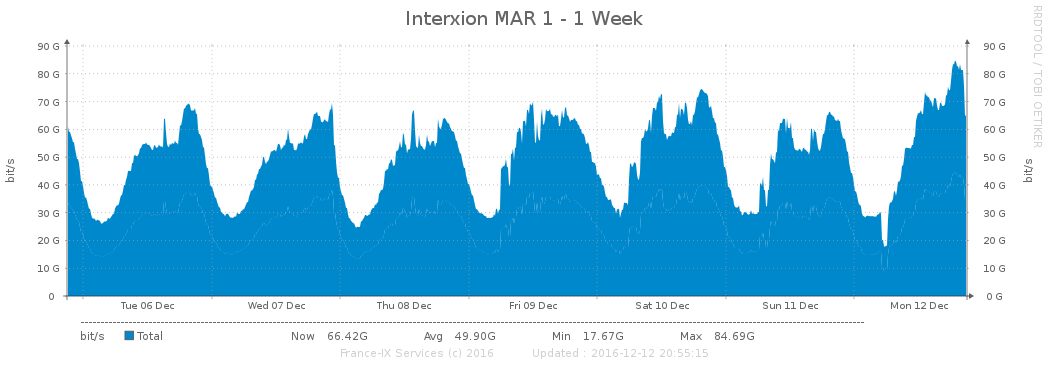 Interxion MAR 1 - 1 Week
RRDTOOL / TOBI OETIKER
90 G 90 G
80 G 80 G
70 G 70 G
60 G 60 G
50 G 50 G
40 G 40 G
30 G 30 G
20 G 20 G
10 G 10 G
0 0 G
bit/s bit/s
Tue 06 Dec Wed 07 Dec Thu 08 Dec Fri 09 Dec Sat 10 Dec Sun 11 Dec Mon 12 Dec
bit/s Total Now 66.42G Avg 49.90G Min 17.67G Max 84.69G
France-IX Services (c) 2016 Updated : 2016-12-12 20:55:15